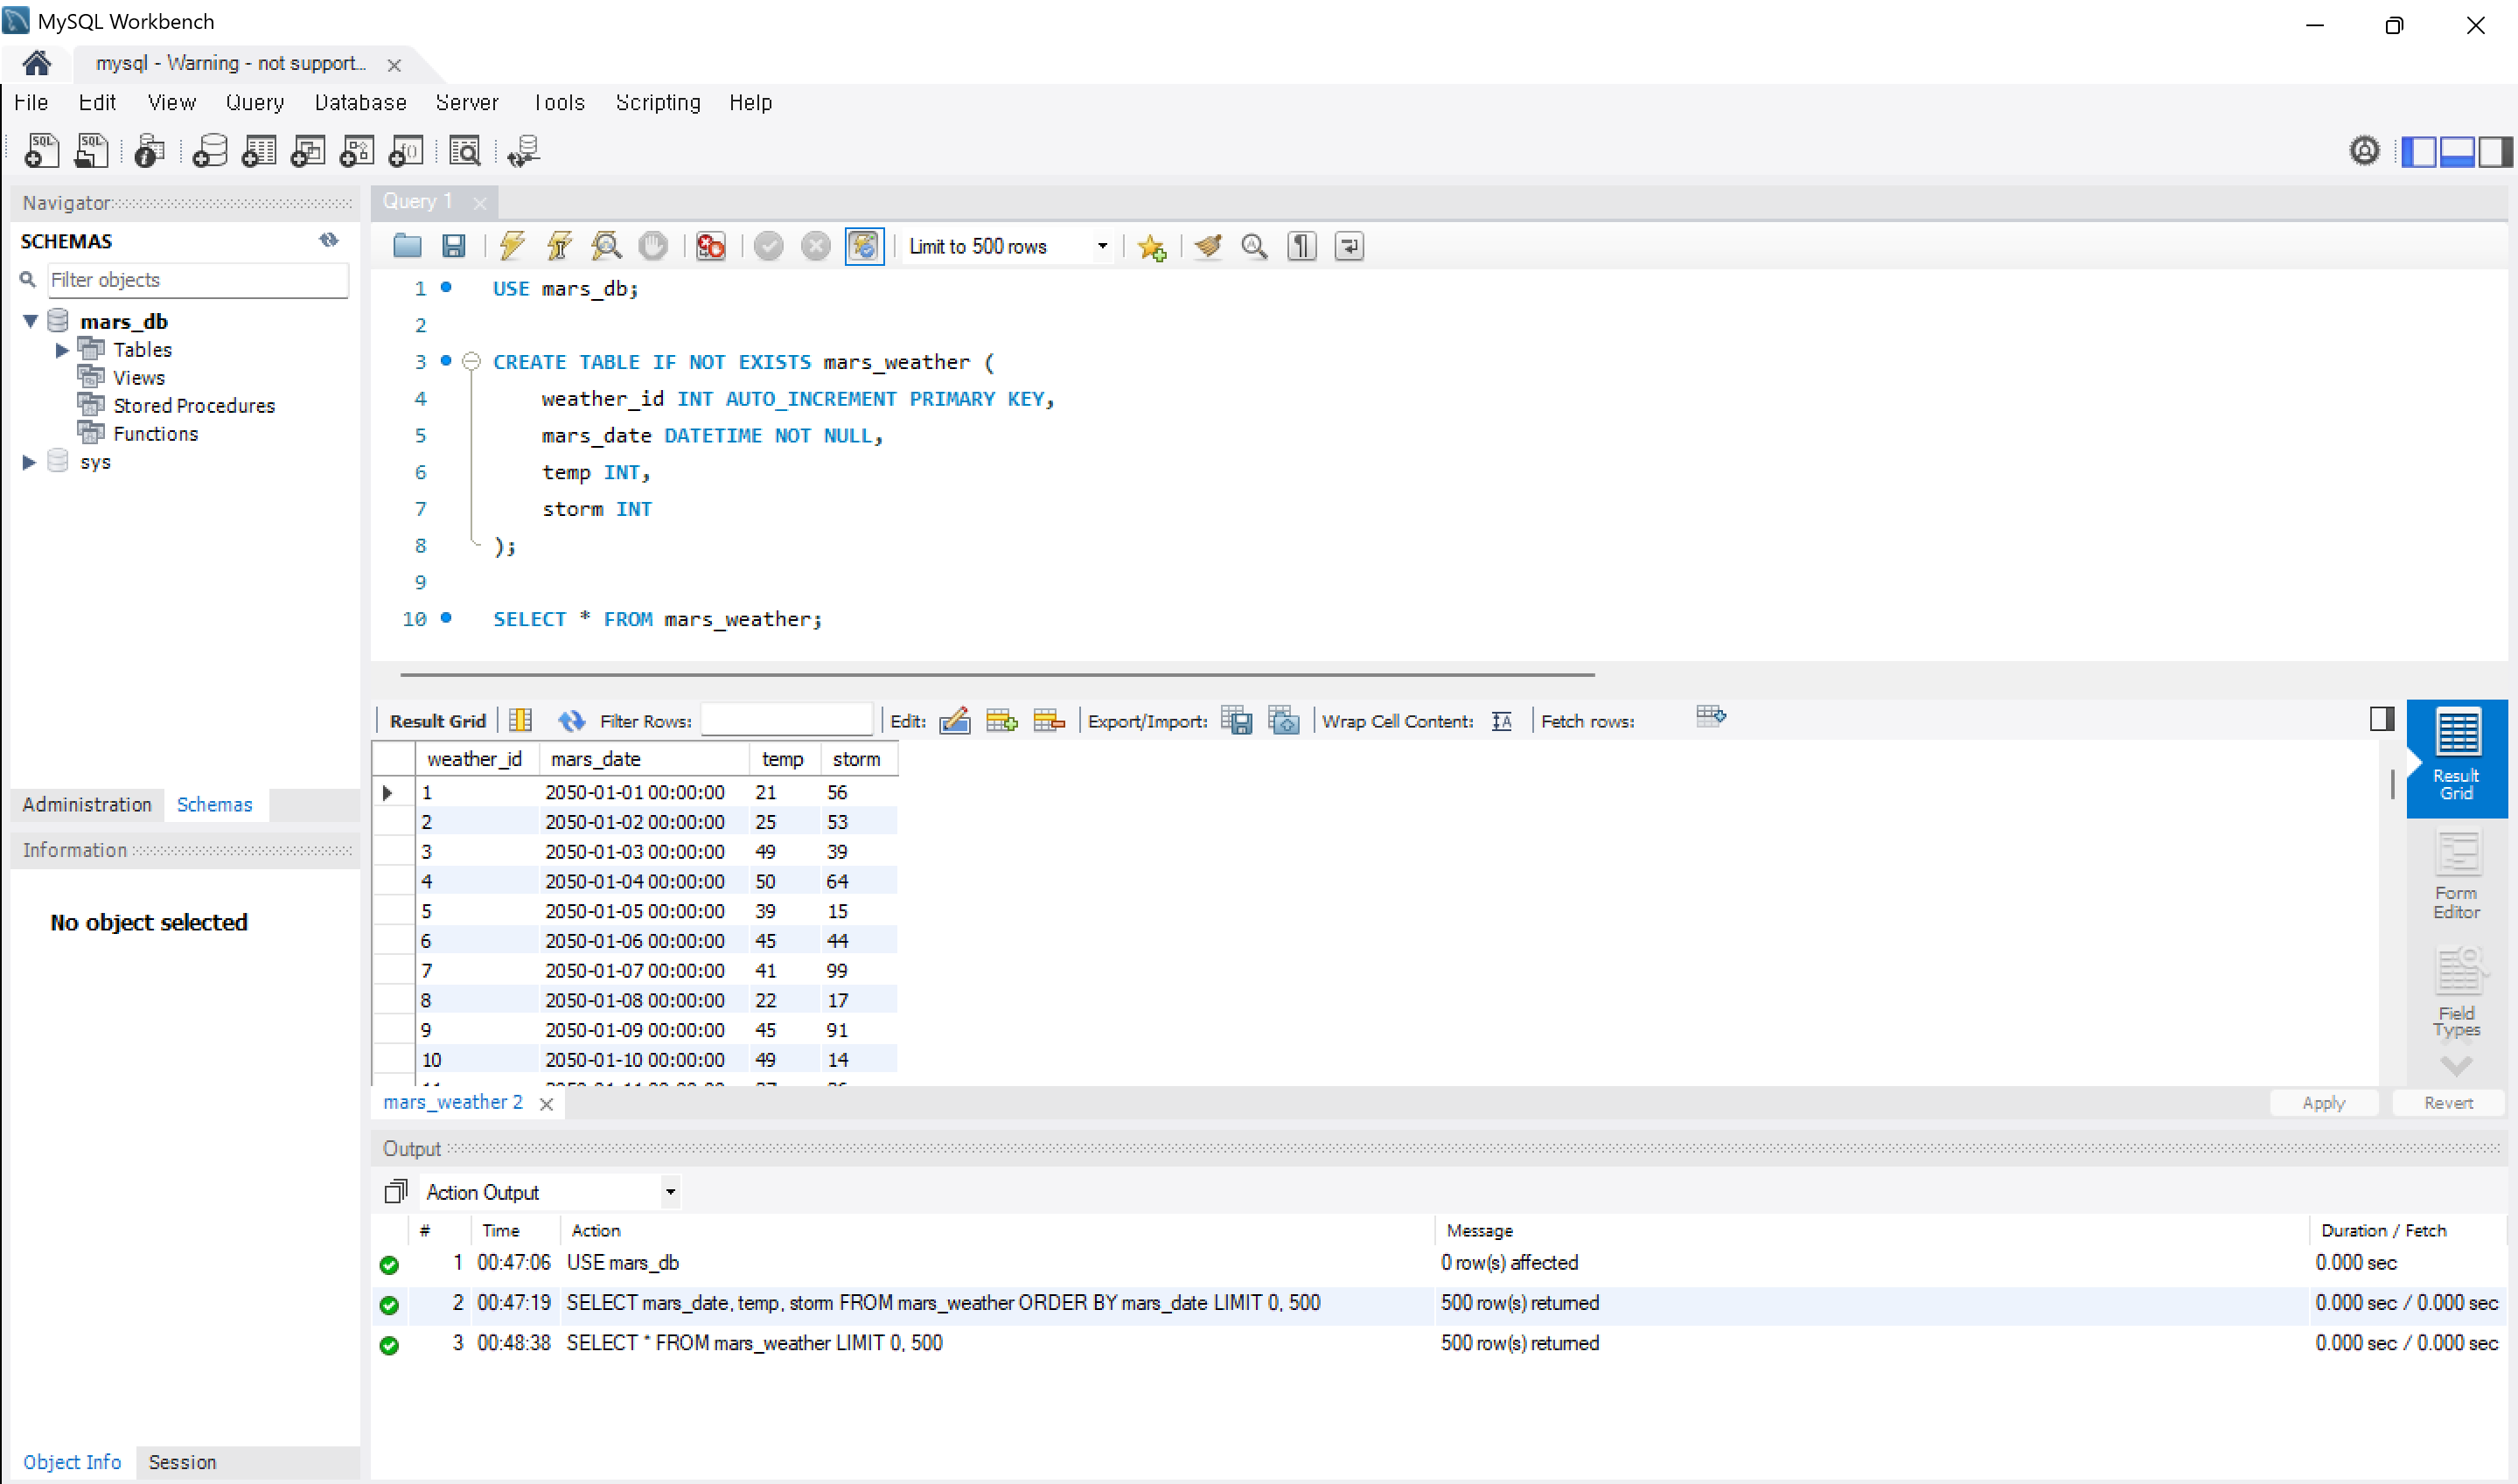 MySQL Workbench
mysql - Warning - not support...
File Edit View Query Database Server Tools Scripting Help
Navigator
SCHEMAS
Filter objects
mars_db
Tables
Views
Stored Procedures
Functions
sys
Administration Schemas
Information
No object selected
Object Info Session
Query 1
Limit to 500 rows
1 USE mars_db;
2
3 CREATE TABLE IF NOT EXISTS mars_weather (
4 weather_id INT AUTO_INCREMENT PRIMARY KEY,
5 mars_date DATETIME NOT NULL,
6 temp INT,
7 storm INT
8 );
9
10 SELECT * FROM mars_weather;
Result Grid Filter Rows: Edit: Export/Import: Wrap Cell Content: Fetch rows:
weather_id mars_date temp storm
1 2050-01-01 00:00:00 21 56
2 2050-01-02 00:00:00 25 53
3 2050-01-03 00:00:00 49 39
4 2050-01-04 00:00:00 50 64
5 2050-01-05 00:00:00 39 15
6 2050-01-06 00:00:00 45 44
7 2050-01-07 00:00:00 41 99
8 2050-01-08 00:00:00 22 17
9 2050-01-09 00:00:00 45 91
10 2050-01-10 00:00:00 49 14
Result
Grid
Form
Editor
Field
Types
mars_weather 2
Apply Revert
Output
Action Output
# Time Action Message Duration / Fetch
1 00:47:06 USE mars_db 0 row(s) affected 0.000 sec
2 00:47:19 SELECT mars_date, temp, storm FROM mars_weather ORDER BY mars_date LIMIT 0, 500 500 row(s) returned 0.000 sec / 0.000 sec
3 00:48:38 SELECT * FROM mars_weather LIMIT 0, 500 500 row(s) returned 0.000 sec / 0.000 sec